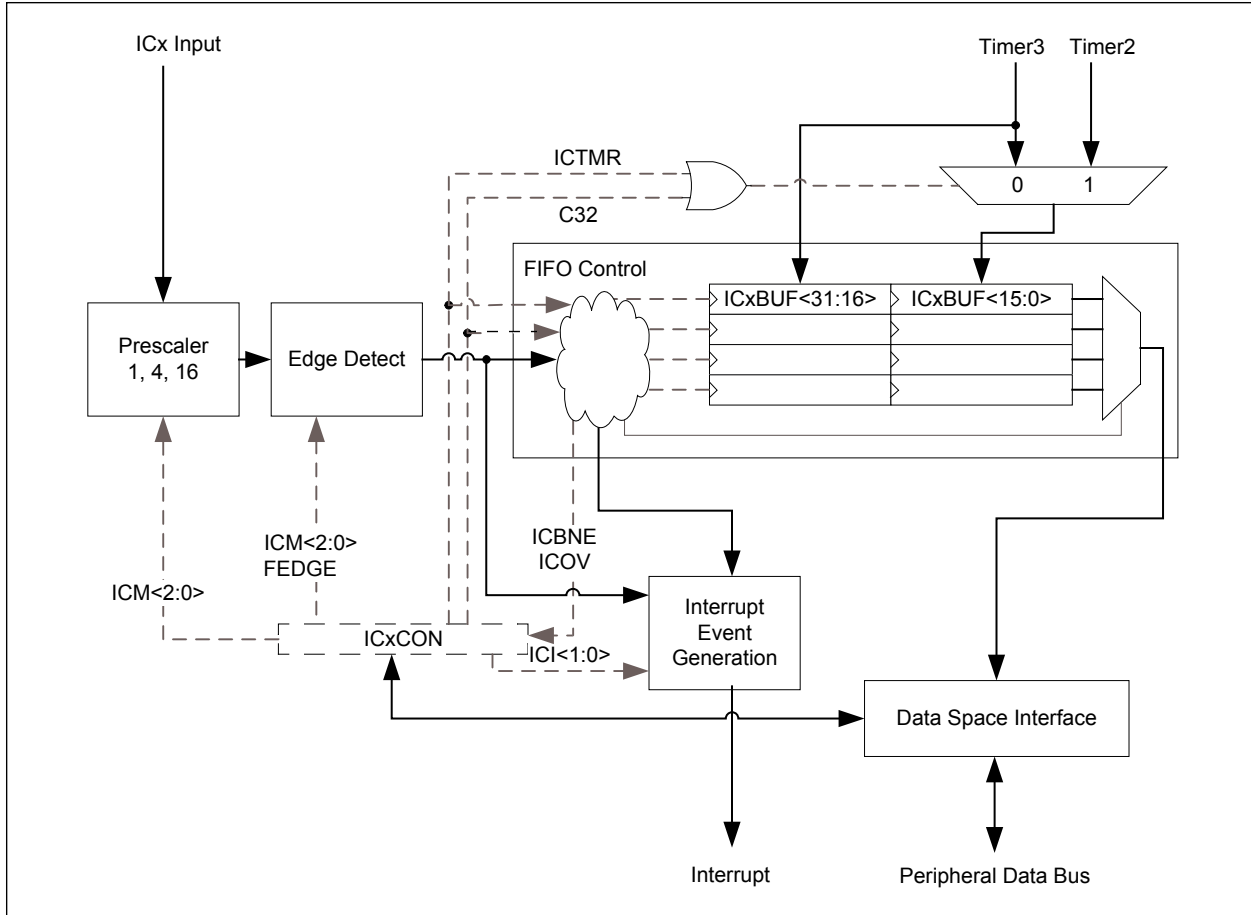 ICx Input
Timer3
Timer2
ICTMR
0
1
C32
FIFO Control
ICxBUF<31:16>
ICxBUF<15:0>
Prescaler
1, 4, 16
Edge Detect
ICBNE
ICOV
ICM<2:0>
FEDGE
ICM<2:0>
Interrupt
Event
Generation
ICxCON
ICI<1:0>
Data Space Interface
Interrupt
Peripheral Data Bus